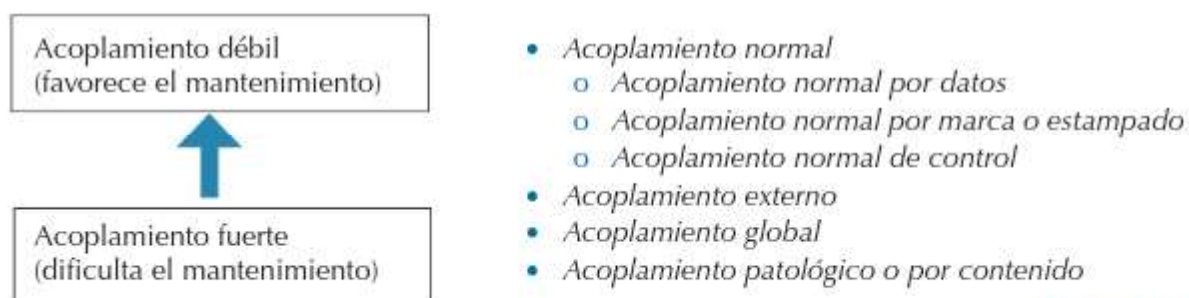 Acoplamiento débil
(favorece el mantenimiento)
Acoplamiento fuerte
(dificulta el mantenimiento)
• Acoplamiento normal
o Acoplamiento normal por datos
o Acoplamiento normal por marca o estampado
o Acoplamiento normal de control
• Acoplamiento externo
• Acoplamiento global
• Acoplamiento patológico o por contenido